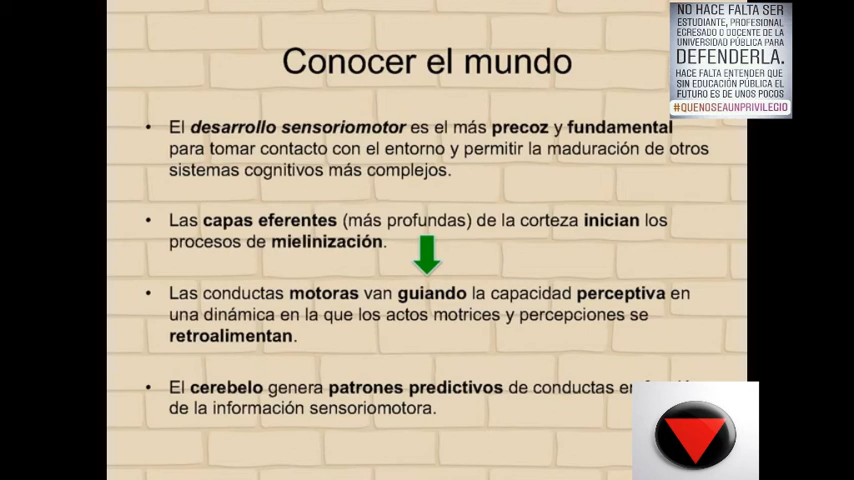 NO HACE FALTA SER
ESTUDIANTE, PROFESIONAL
EGRESADO O DOCENTE DE LA
UNIVERSIDAD PÚBLICA PARA
DEFENDERLA.
HACE FALTA ENTENDER QUE
SIN EDUCACIÓN PÚBLICA EL
FUTURO ES DE UNOS POCOS
#QUENOSEAUNPRIVILEGIO
Conocer el mundo
• El desarrollo sensoriomotor es el más precoz y fundamental
para tomar contacto con el entorno y permitir la maduración de otros
sistemas cognitivos más complejos.
• Las capas eferentes (más profundas) de la corteza inician los
procesos de mielinización.
• Las conductas motoras van guiando la capacidad perceptiva en
una dinámica en la que los actos motrices y percepciones se
retroalimentan.
• El cerebelo genera patrones predictivos de conductas en
de la información sensoriomotora.